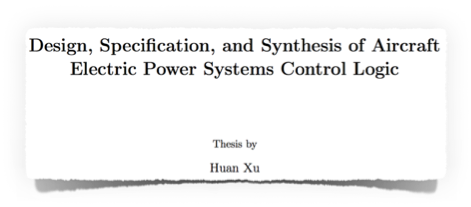 Design, Specification, and Synthesis of Aircraft
Electric Power Systems Control Logic
Thesis by
Huan Xu